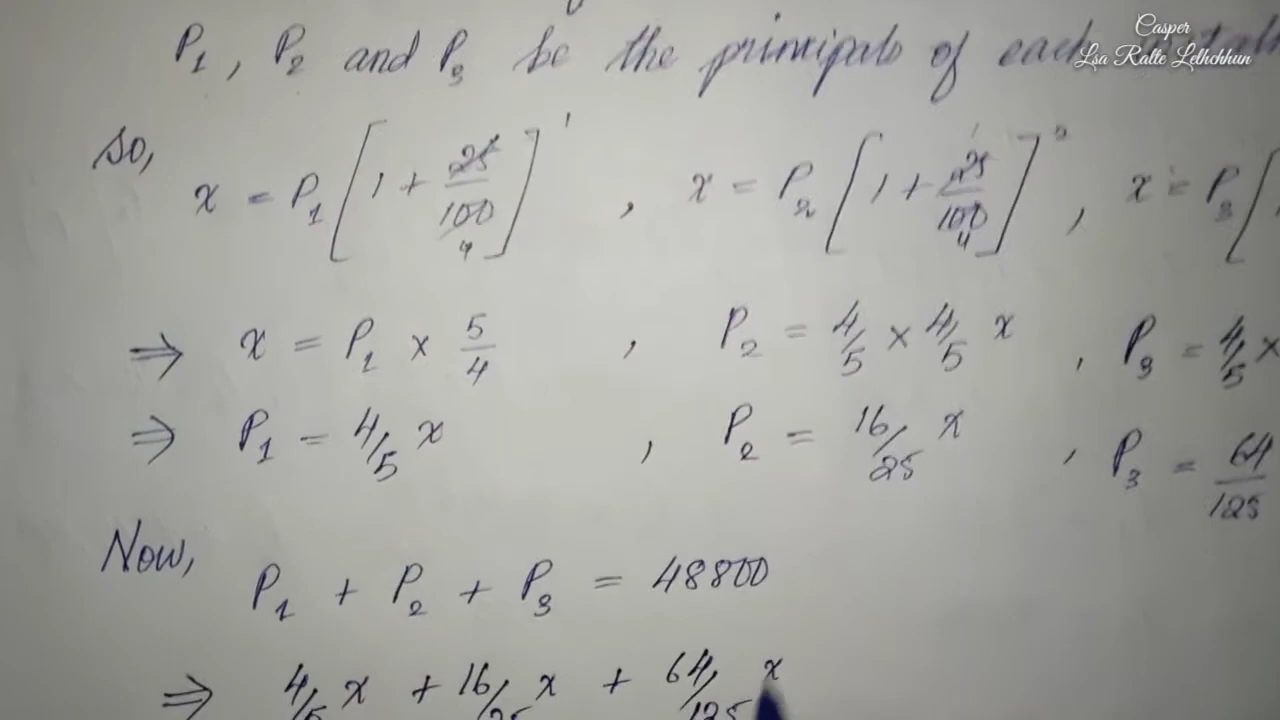 Casper
Lsa Ralte Lethchhun
P₁, P₂ and P₃ be the principals of each
So,
x = P₁ [1 + 25/100]¹ , x = P₂ [1 + 25/100]² , x = P₃ [
⇒ x = P₁ × 5/4 , P₂ = 4/5 × 4/5 x , P₃ = 4/5 ×
⇒ P₁ = 4/5 x , P₂ = 16/25 x , P₃ = 64/125
Now,
P₁ + P₂ + P₃ = 48800
⇒ 4/5 x + 16/25 x + 64/125 x